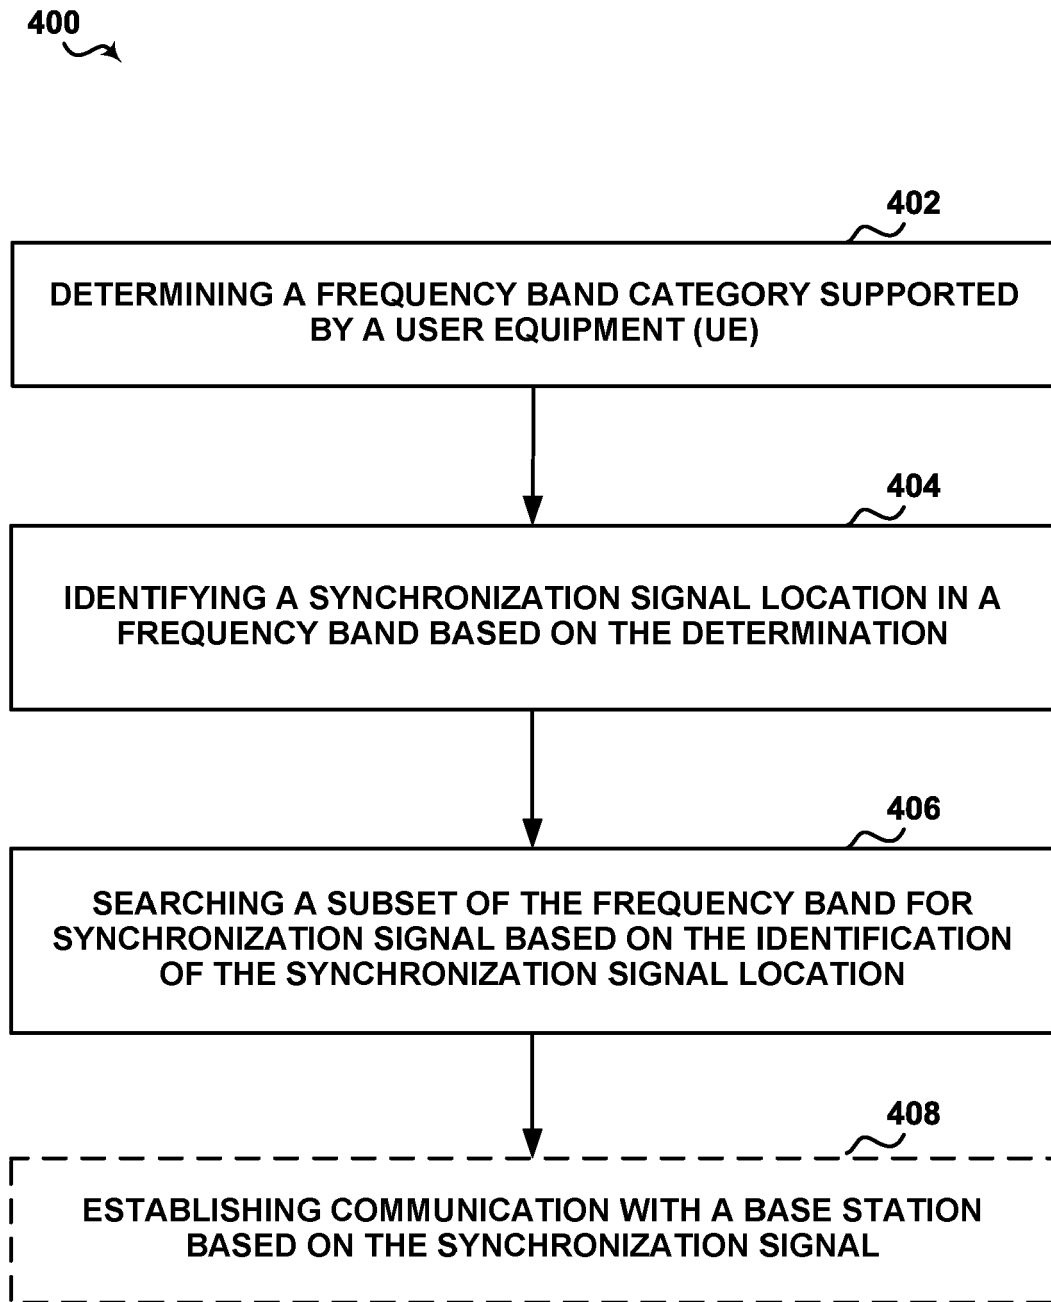 400
402
DETERMINING A FREQUENCY BAND CATEGORY SUPPORTED
BY A USER EQUIPMENT (UE)
404
IDENTIFYING A SYNCHRONIZATION SIGNAL LOCATION IN A
FREQUENCY BAND BASED ON THE DETERMINATION
406
SEARCHING A SUBSET OF THE FREQUENCY BAND FOR
SYNCHRONIZATION SIGNAL BASED ON THE IDENTIFICATION
OF THE SYNCHRONIZATION SIGNAL LOCATION
408
ESTABLISHING COMMUNICATION WITH A BASE STATION
BASED ON THE SYNCHRONIZATION SIGNAL